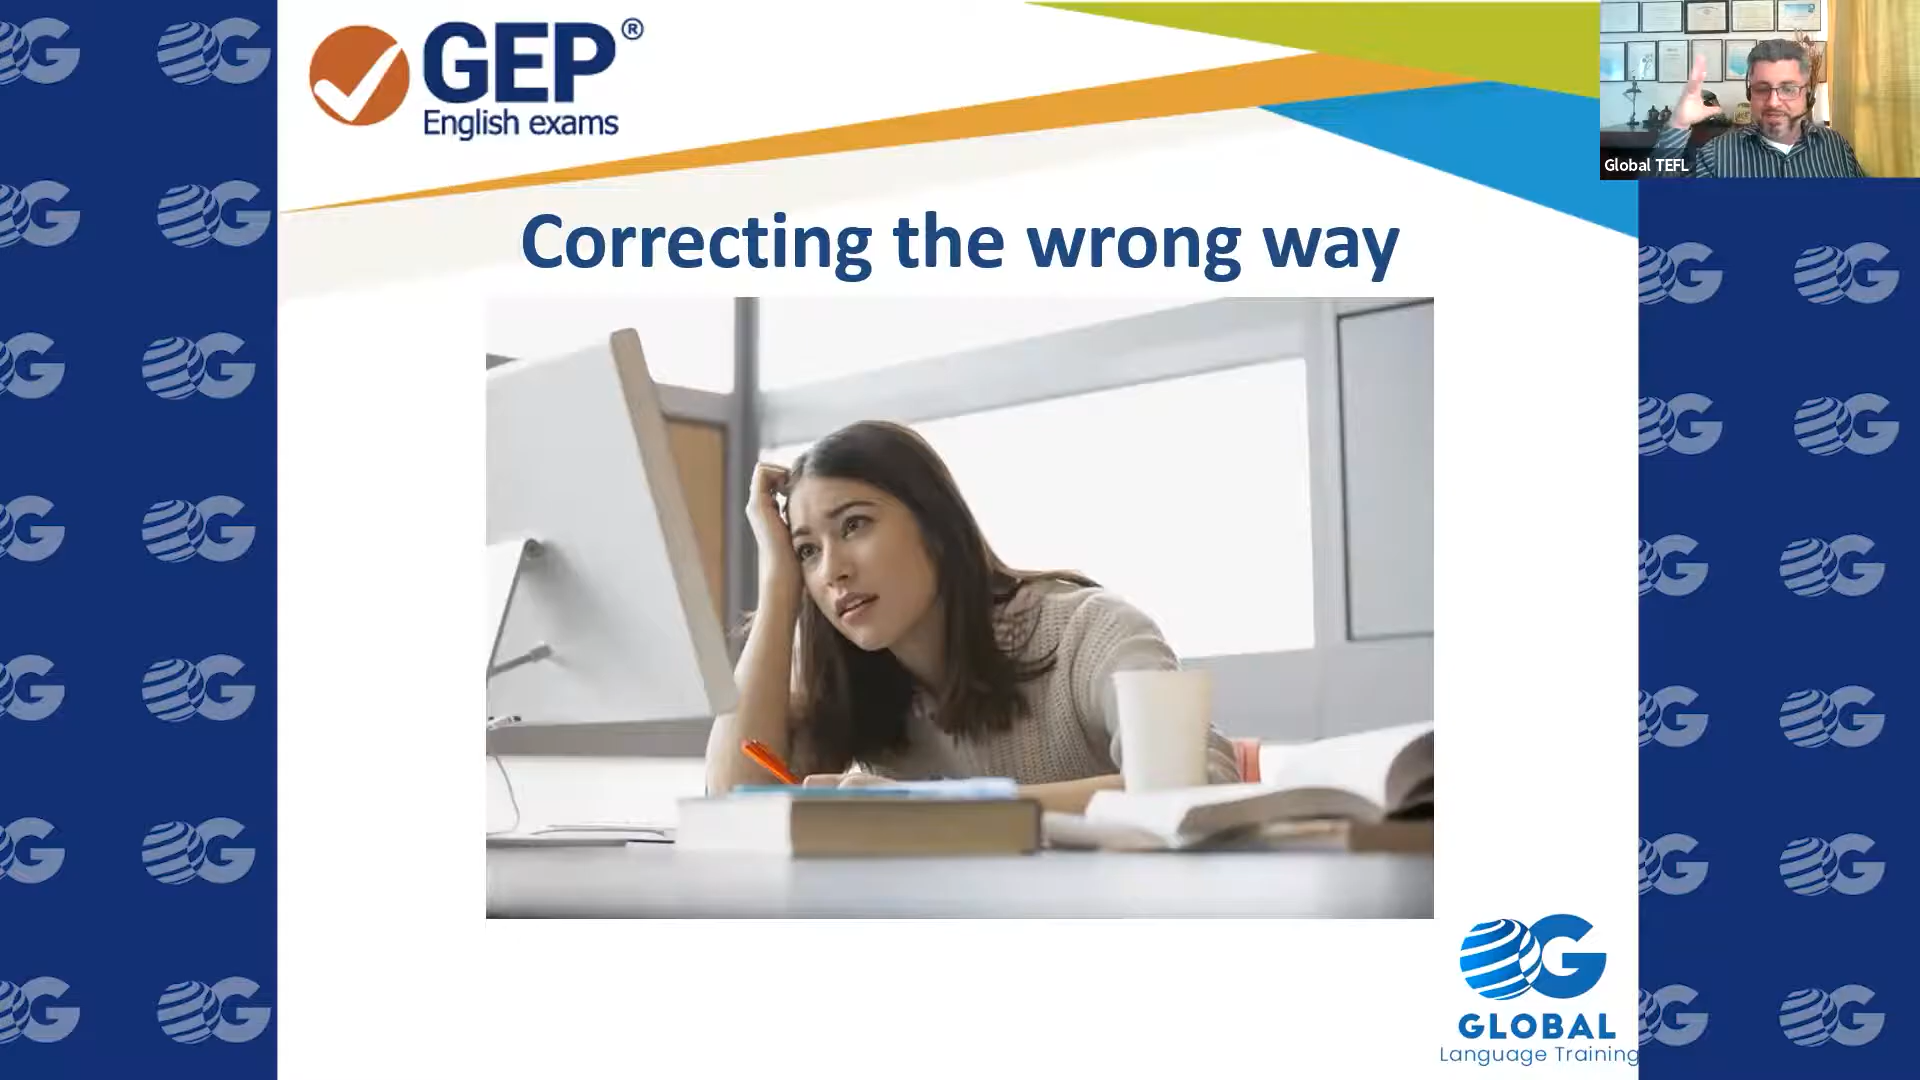 GEP®
English exams
Global TEFL
Correcting the wrong way
GLOBAL
Language Training